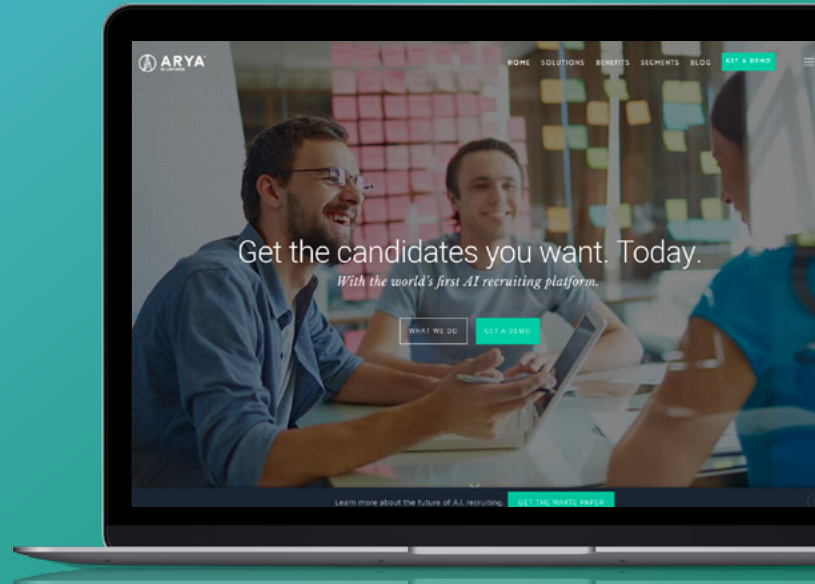 ARYA
HOME SOLUTIONS BENEFITS SEGMENTS BLOG GET A DEMO
Get the candidates you want. Today.
With the world's first AI recruiting platform.
WHAT WE DO GET A DEMO
Learn more about the future of A.I. recruiting. GET THE WHITE PAPER